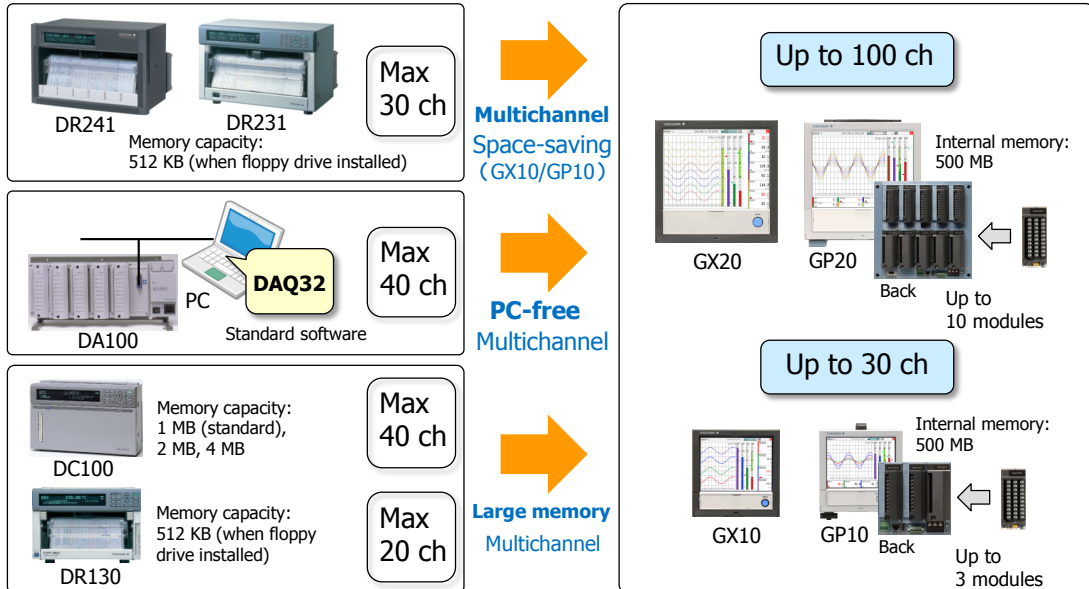 DR241
DR231
Memory capacity:
512 KB (when floppy drive installed)
Max
30 ch
Multichannel
Space-saving
(GX10/GP10)
PC
DAQ32
DA100
Standard software
Max
40 ch
PC-free
Multichannel
DC100
Memory capacity:
1 MB (standard),
2 MB, 4 MB
Max
40 ch
DR130
Memory capacity:
512 KB (when floppy
drive installed)
Max
20 ch
Large memory
Multichannel
Up to 100 ch
GX20
GP20
Internal memory:
500 MB
Back
Up to
10 modules
Up to 30 ch
GX10
GP10
Internal memory:
500 MB
Back
Up to
3 modules